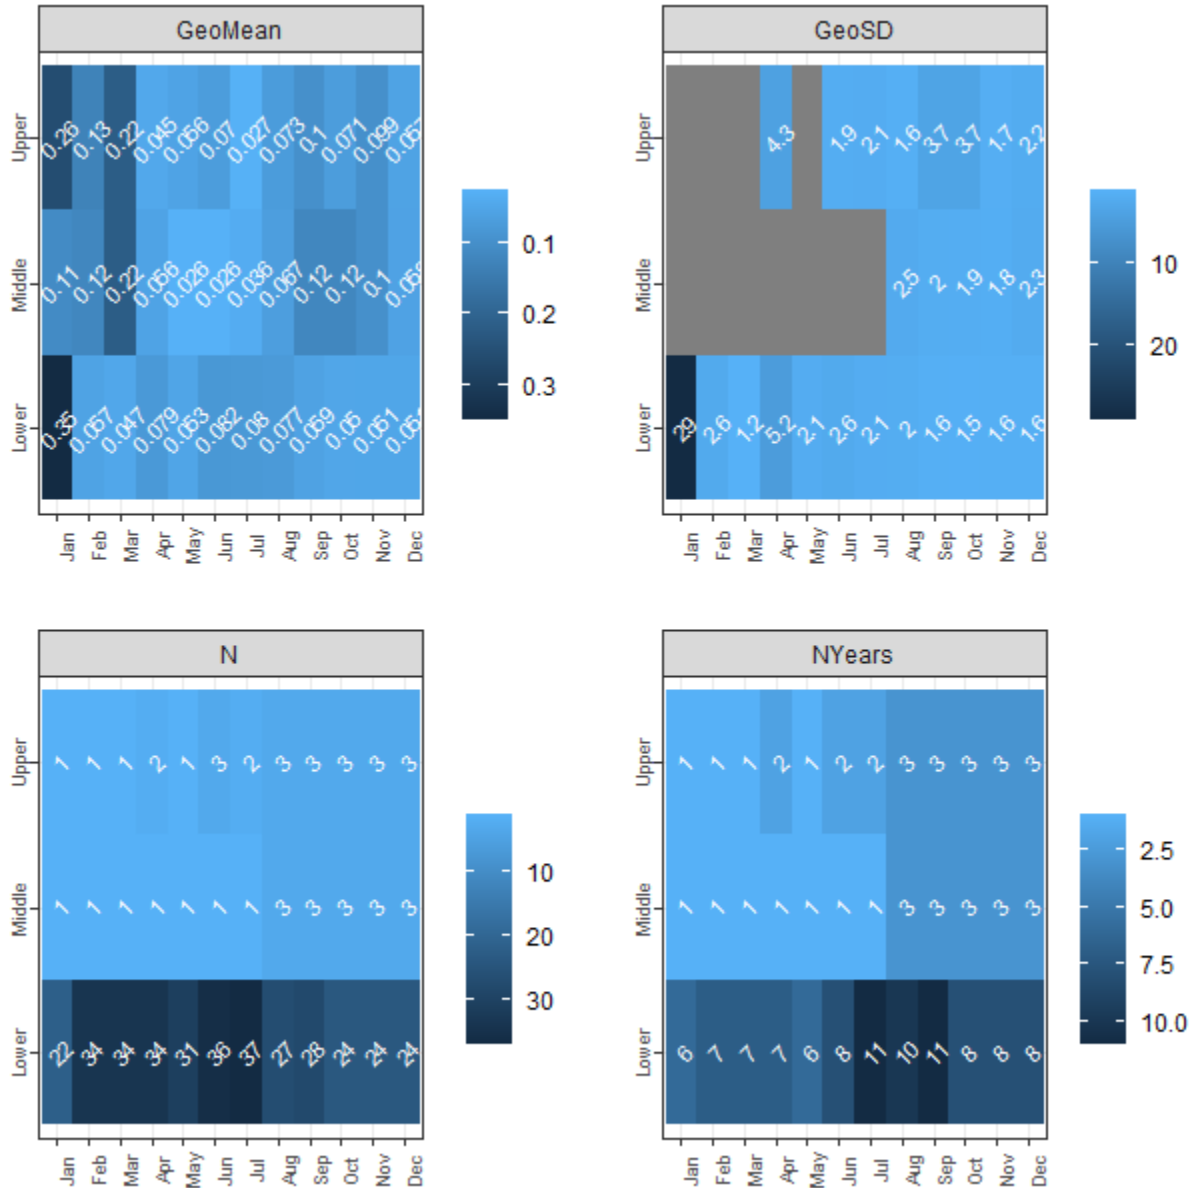 GeoMean
Upper 0.26 0.13 0.22 0.045 0.056 0.07 0.027 0.073 0.1 0.071 0.099
Middle 0.11 0.12 0.22 0.056 0.026 0.026 0.036 0.067 0.12 0.12 0.1
Lower 0.35 0.057 0.047 0.079 0.053 0.082 0.08 0.077 0.059 0.05 0.051
Jan Feb Mar Apr May Jun Jul Aug Sep Oct Nov Dec
0.1
0.2
0.3
GeoSD
Upper 4.3 1.9 2.1 1.6 3.7 3.7 1.7 2.2
Middle 2.5 2 1.9 1.8 2.3
Lower 29 2.6 1.2 5.2 2.1 2.6 2.1 2 1.6 1.5 1.6 1.6
Jan Feb Mar Apr May Jun Jul Aug Sep Oct Nov Dec
10
20
N
Upper 1 1 1 2 1 3 2 3 3 3 3 3
Middle 1 1 1 1 1 1 1 3 3 3 3 3
Lower 22 34 34 34 31 36 37 27 28 24 24 24
Jan Feb Mar Apr May Jun Jul Aug Sep Oct Nov Dec
10
20
30
NYears
Upper 1 1 1 2 1 2 2 3 3 3 3 3
Middle 1 1 1 1 1 1 1 3 3 3 3 3
Lower 6 7 7 7 6 8 11 10 11 8 8 8
Jan Feb Mar Apr May Jun Jul Aug Sep Oct Nov Dec
2.5
5.0
7.5
10.0